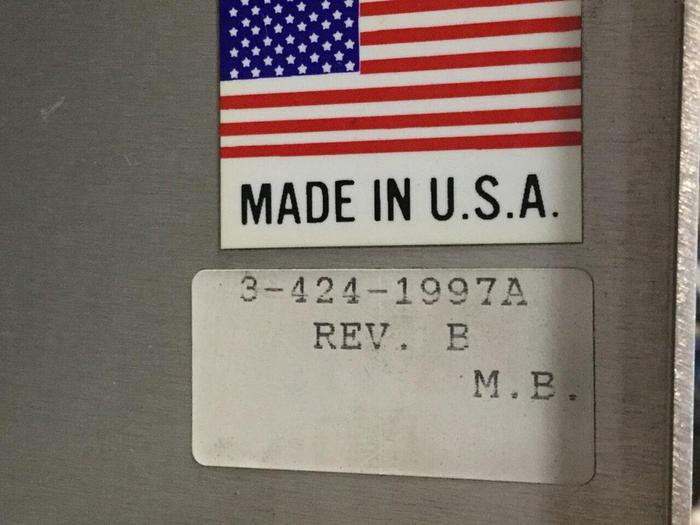 MADE IN U.S.A.
3-424-1997A
REV. B
M.B.